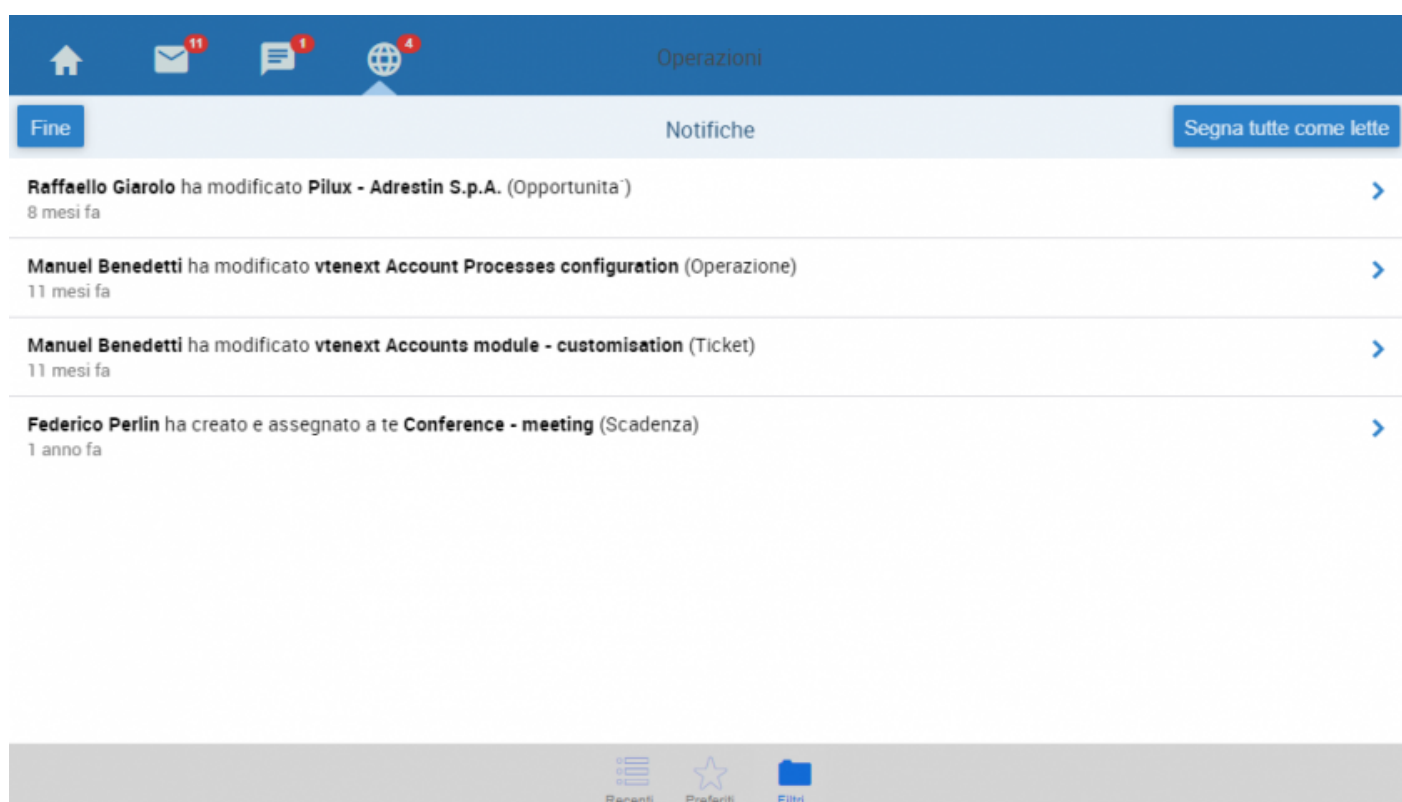 11 1 4 Operazioni
Fine Notifiche Segna tutte come lette
Raffaello Giarolo ha modificato Pilux - Adrestin S.p.A. (Opportunita`)
8 mesi fa
Manuel Benedetti ha modificato vtenext Account Processes configuration (Operazione)
11 mesi fa
Manuel Benedetti ha modificato vtenext Accounts module - customisation (Ticket)
11 mesi fa
Federico Perlin ha creato e assegnato a te Conference - meeting (Scadenza)
1 anno fa
Recenti Preferiti Filtri